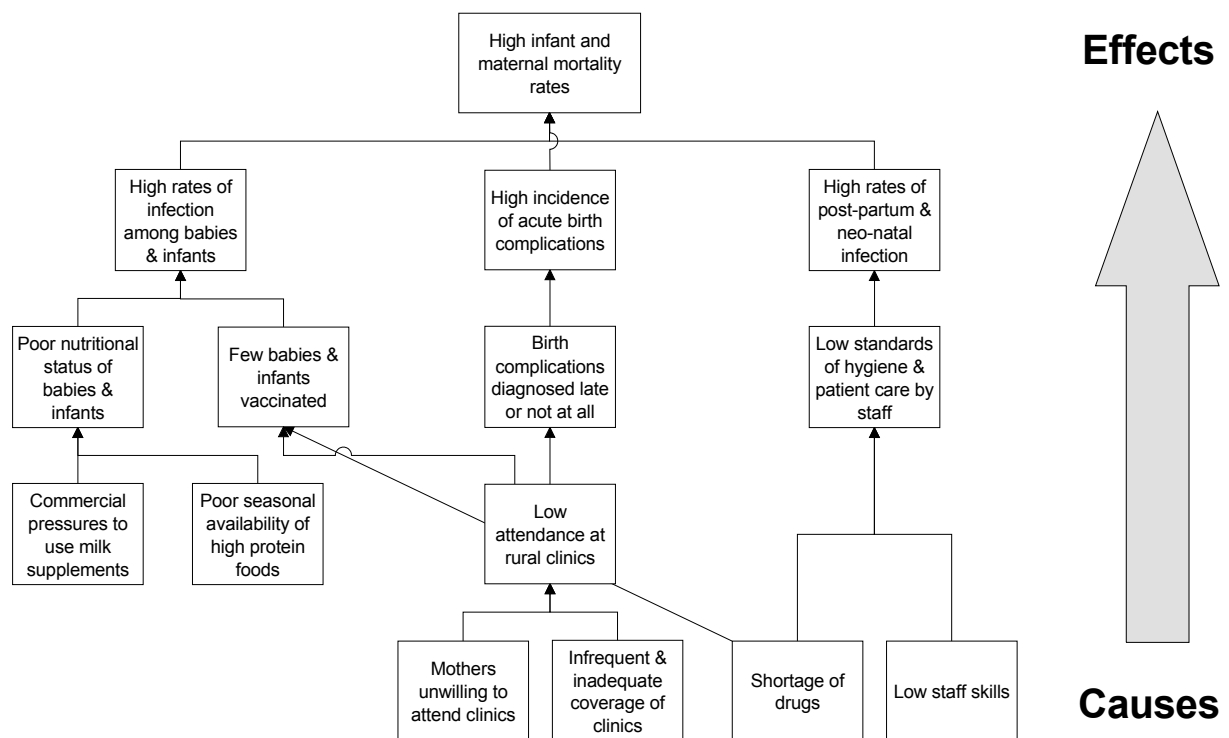 High infant and
maternal mortality
rates
Effects
High rates of
infection
among babies
& infants
High incidence
of acute birth
complications
High rates of
post-partum &
neo-natal
infection
Poor nutritional
status of
babies &
infants
Few babies &
infants
vaccinated
Birth
complications
diagnosed late
or not at all
Low standards
of hygiene &
patient care by
staff
Commercial
pressures to
use milk
supplements
Poor seasonal
availability of
high protein
foods
Low
attendance at
rural clinics
Mothers
unwilling to
attend clinics
Infrequent &
inadequate
coverage of
clinics
Shortage of
drugs
Low staff skills
Causes